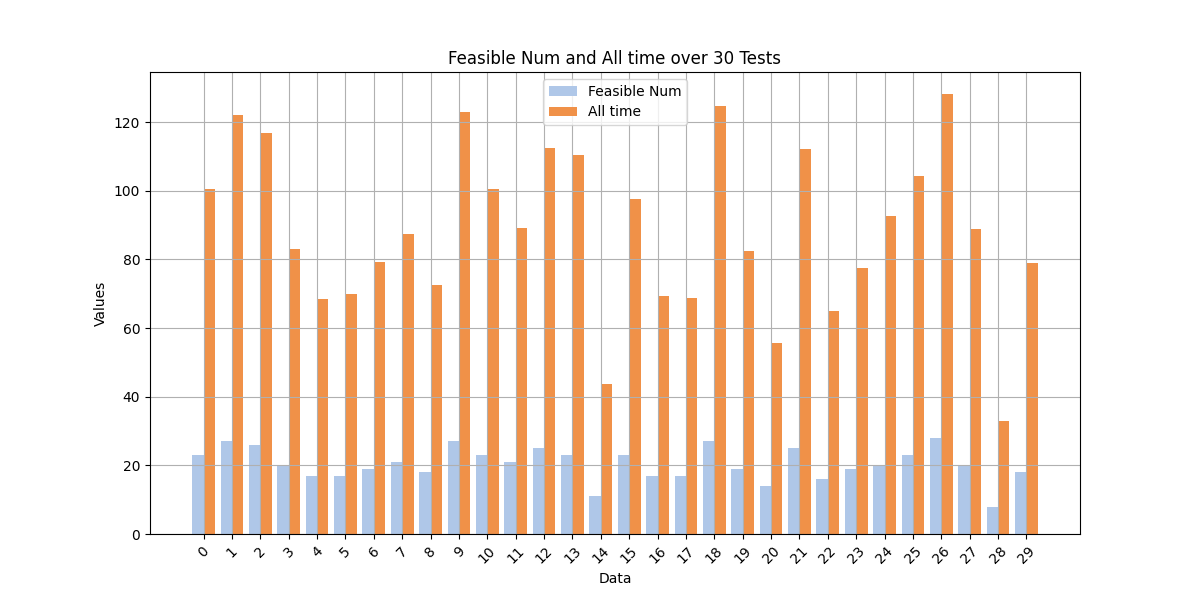 Feasible Num and All time over 30 Tests
Feasible Num
All time
Values
120
100
80
60
40
20
0
0 1 2 3 4 5 6 7 8 9 10 11 12 13 14 15 16 17 18 19 20 21 22 23 24 25 26 27 28 29
Data